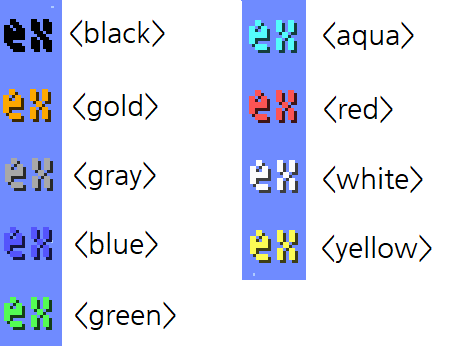 ex <black>
ex <gold>
ex <gray>
ex <blue>
ex <green>
ex <aqua>
ex <red>
ex <white>
ex <yellow>